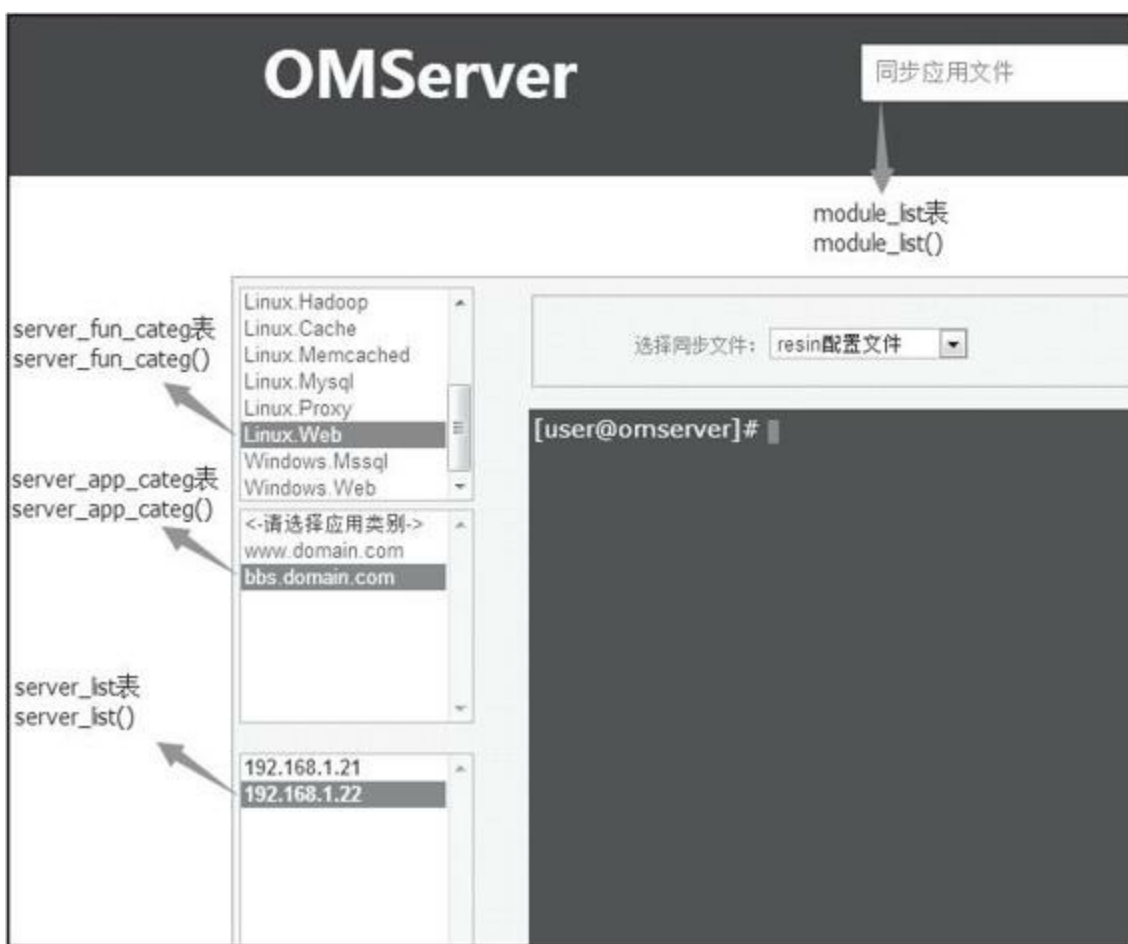 OMServer
同步应用文件
module_list表
module_list()
server_fun_categ表
server_fun_categ()
Linux.Hadoop
Linux.Cache
Linux.Memcached
Linux.Mysql
Linux.Proxy
Linux.Web
Windows.Mssql
Windows.Web
选择同步文件：
resin配置文件
[user@omserver]#
server_app_categ表
server_app_categ()
<-请选择应用类别->
www.domain.com
bbs.domain.com
server_list表
server_list()
192.168.1.21
192.168.1.22